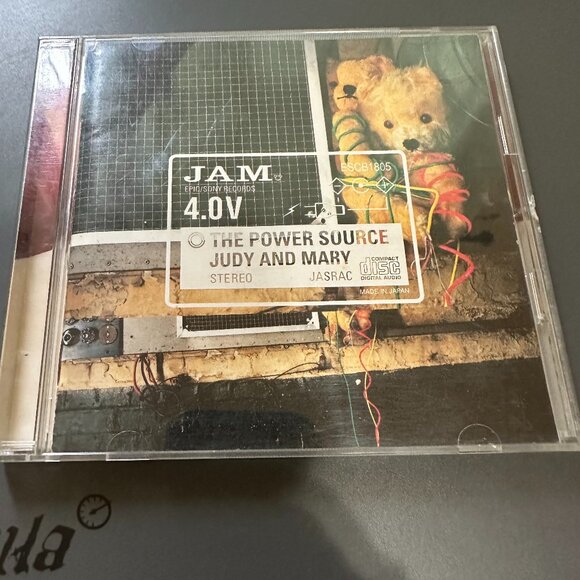 JAM
ESCB1805
EPIC/SONY RECORDS
4.0V
THE POWER SOURCE
JUDY AND MARY
STEREO JASRAC
COMPACT
disc
DIGITAL AUDIO
MADE IN JAPAN